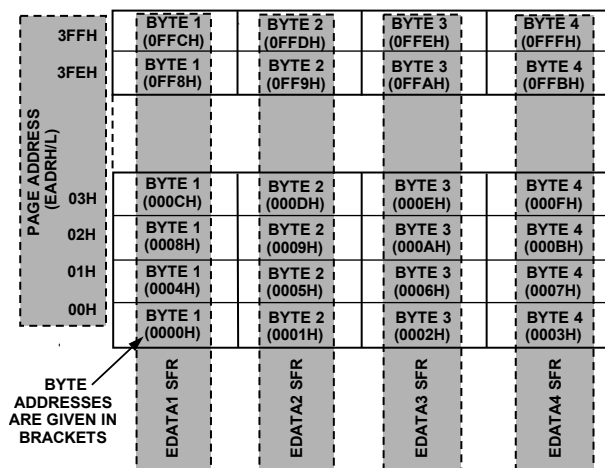 PAGE ADDRESS
(EADRH/L)
3FFH
BYTE 1
(0FFCH)
BYTE 2
(0FFDH)
BYTE 3
(0FFEH)
BYTE 4
(0FFFH)
3FEH
BYTE 1
(0FF8H)
BYTE 2
(0FF9H)
BYTE 3
(0FFAH)
BYTE 4
(0FFBH)
03H
BYTE 1
(000CH)
BYTE 2
(000DH)
BYTE 3
(000EH)
BYTE 4
(000FH)
02H
BYTE 1
(0008H)
BYTE 2
(0009H)
BYTE 3
(000AH)
BYTE 4
(000BH)
01H
BYTE 1
(0004H)
BYTE 2
(0005H)
BYTE 3
(0006H)
BYTE 4
(0007H)
00H
BYTE 1
(0000H)
BYTE 2
(0001H)
BYTE 3
(0002H)
BYTE 4
(0003H)
BYTE
ADDRESSES
ARE GIVEN IN
BRACKETS
EDATA1 SFR
EDATA2 SFR
EDATA3 SFR
EDATA4 SFR